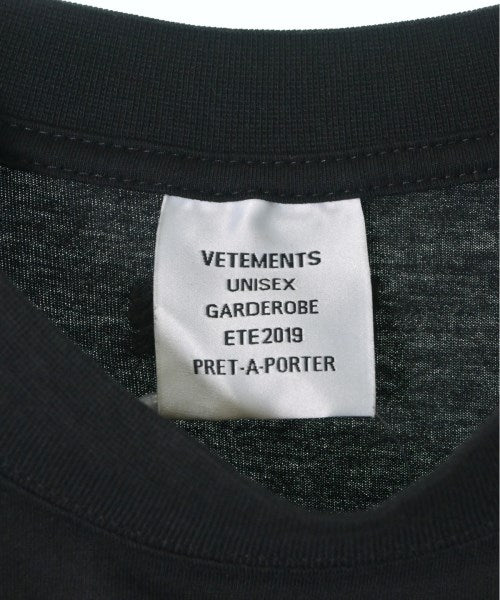 VETEMENTS
UNISEX
GARDEROBE
ETE2019
PRET-A-PORTER